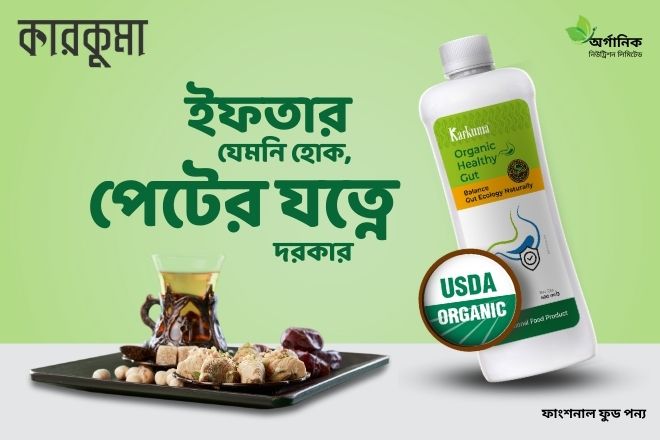 কারকুমা
অর্গানিক
নিউট্রিশন লিমিটেড
ইফতার
যেমনি হোক,
পেটের যত্নে
দরকার
Karkuma
Organic
Healthy
Gut
Balance
Gut Ecology Naturally
USDA
ORGANIC
Food Product
ফাংশনাল ফুড পন্য